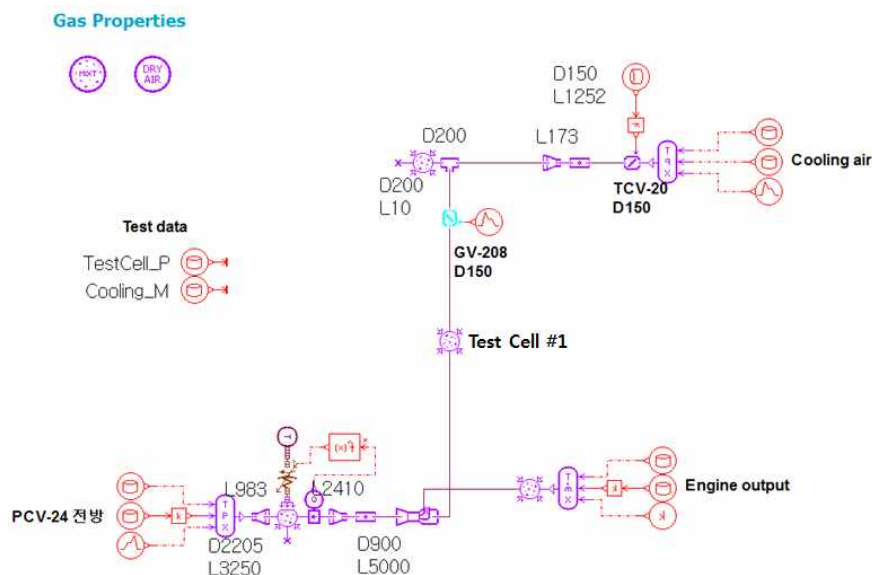 Gas Properties
MIXT
DRY
AIR
D150
L1252
D200
L173
T
P
X
Cooling air
D200
L10
TCV-20
D150
Test data
GV-208
D150
TestCell_P
Cooling_M
Test Cell #1
T
f(x)
x
L983
L2410
T
m
X
k
k
Engine output
PCV-24 전방
k
T
P
X
D2205
L3250
D900
L5000